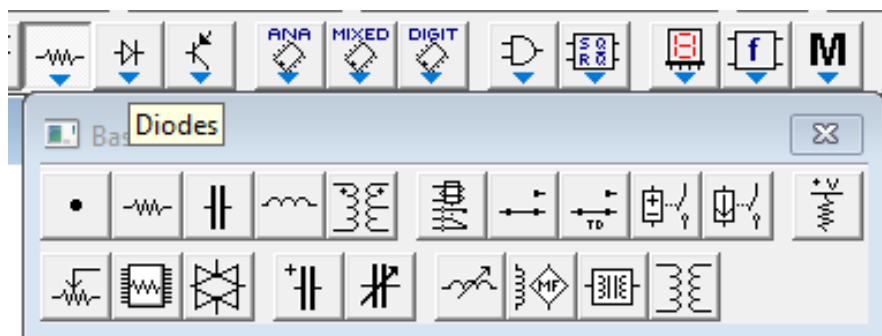 ANA MIXED DIGIT
S Q
R Q
f M
Diodes
Bas
+V
TD
MF